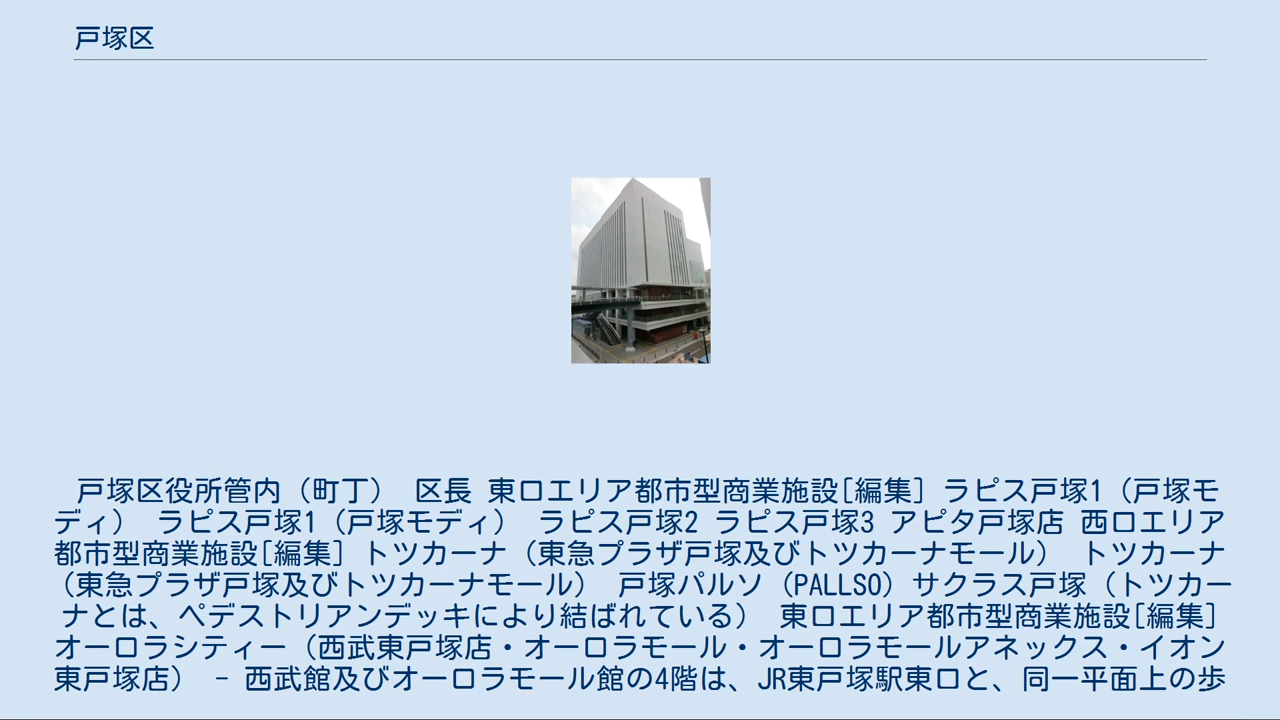 戸塚区
戸塚区役所管内（町丁） 区長 東口エリア都市型商業施設[編集] ラピス戸塚1（戸塚モ
ディ） ラピス戸塚1（戸塚モディ） ラピス戸塚2 ラピス戸塚3 アピタ戸塚店 西口エリア
都市型商業施設[編集] トツカーナ（東急プラザ戸塚及びトツカーナモール） トツカーナ
（東急プラザ戸塚及びトツカーナモール） 戸塚パルソ（PALLSO）サクラス戸塚（トツカー
ナとは、ペデストリアンデッキにより結ばれている） 東口エリア都市型商業施設[編集]
オーロラシティー（西武東戸塚店・オーロラモール・オーロラモールアネックス・イオン
東戸塚店） - 西武館及びオーロラモール館の4階は、JR東戸塚駅東口と、同一平面上の歩